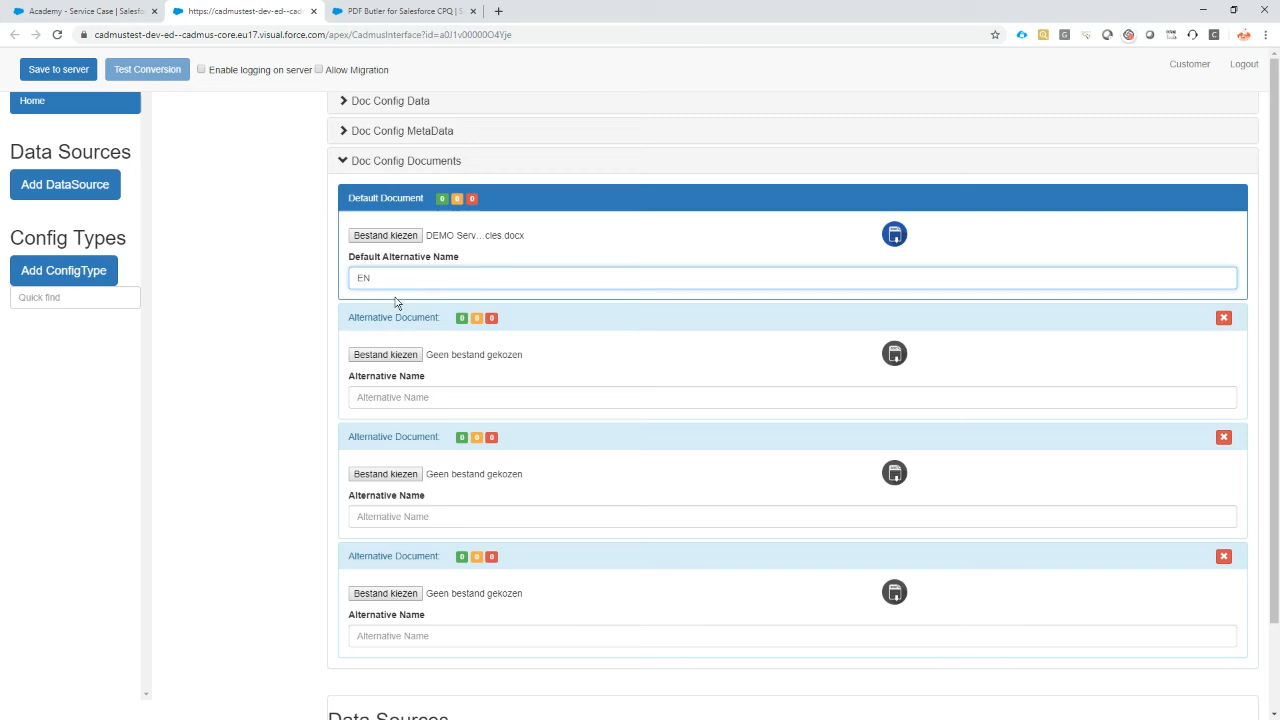 Academy - Service Case | Salesfor
https://cadmustest-dev-ed--cadm
PDF Butler for Salesforce CPQ | S
cadmustest-dev-ed--cadmus-core.eu17.visual.force.com/apex/CadmusInterface?id=a0J1v00000O4Yje
Save to server
Test Conversion
Enable logging on server
Allow Migration
Customer
Logout
Home
Data Sources
Add DataSource
Config Types
Add ConfigType
Quick find
Doc Config Data
Doc Config MetaData
Doc Config Documents
Default Document 0 0 0
Bestand kiezen DEMO Serv...cles.docx
Default Alternative Name
EN
Alternative Document: 0 0 0
Bestand kiezen Geen bestand gekozen
Alternative Name
Alternative Name
Alternative Document: 0 0 0
Bestand kiezen Geen bestand gekozen
Alternative Name
Alternative Name
Alternative Document: 0 0 0
Bestand kiezen Geen bestand gekozen
Alternative Name
Alternative Name
Data Sources